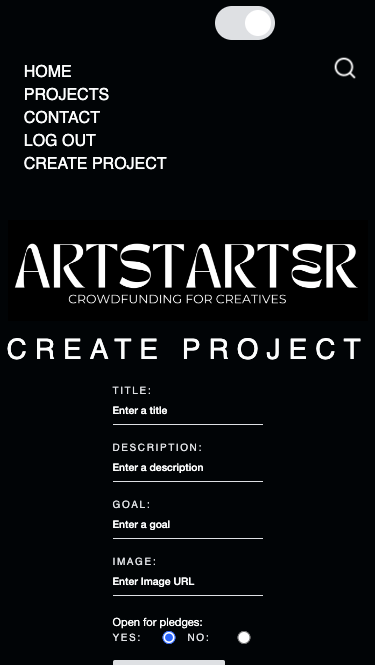 HOME
PROJECTS
CONTACT
LOG OUT
CREATE PROJECT
ARTSTARTER
CROWDFUNDING FOR CREATIVES
CREATE PROJECT
TITLE:
Enter a title
DESCRIPTION:
Enter a description
GOAL:
Enter a goal
IMAGE:
Enter Image URL
Open for pledges:
YES: NO: